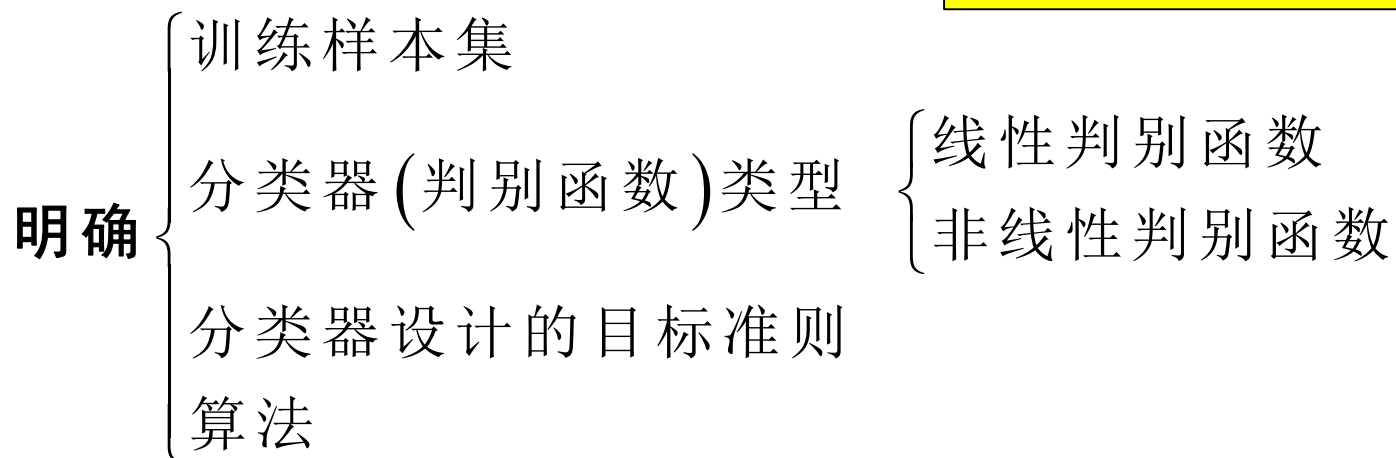 训练样本集
分类器(判别函数)类型
线性判别函数
非线性判别函数
明确
分类器设计的目标准则
算法